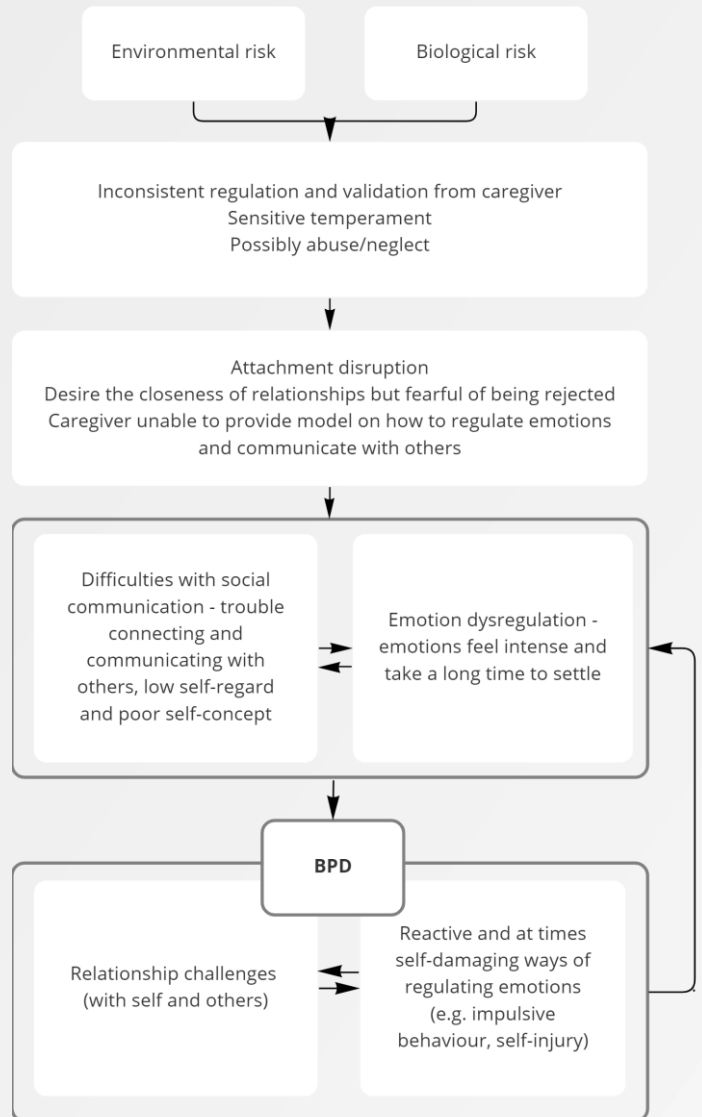 Environmental risk
Biological risk
Inconsistent regulation and validation from caregiver
Sensitive temperament
Possibly abuse/neglect
Attachment disruption
Desire the closeness of relationships but fearful of being rejected
Caregiver unable to provide model on how to regulate emotions
and communicate with others
Difficulties with social
communication - trouble
connecting and
communicating with
others, low self-regard
and poor self-concept
Emotion dysregulation -
emotions feel intense and
take a long time to settle
BPD
Relationship challenges
(with self and others)
Reactive and at times
self-damaging ways of
regulating emotions
(e.g. impulsive
behaviour, self-injury)